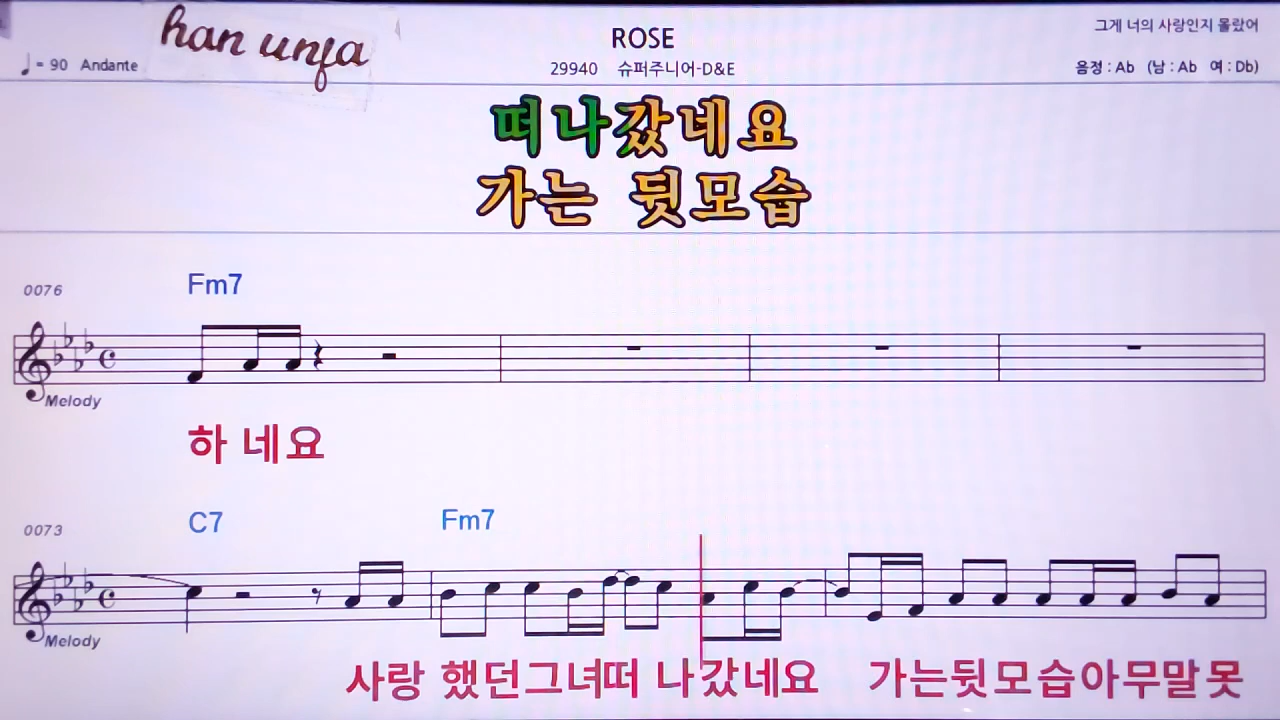 han unja
ROSE
그게 너의 사랑인지 몰랐어
♩= 90 Andante
29940 슈퍼주니어-D&E
음정 : Ab (남 : Ab 여 : Db)
떠나갔네요
가는 뒷모습
0076
Fm7
Melody
하 네요
0073
C7 Fm7
Melody
사랑 했던그녀떠 나갔네요 가는뒷모습아무말못